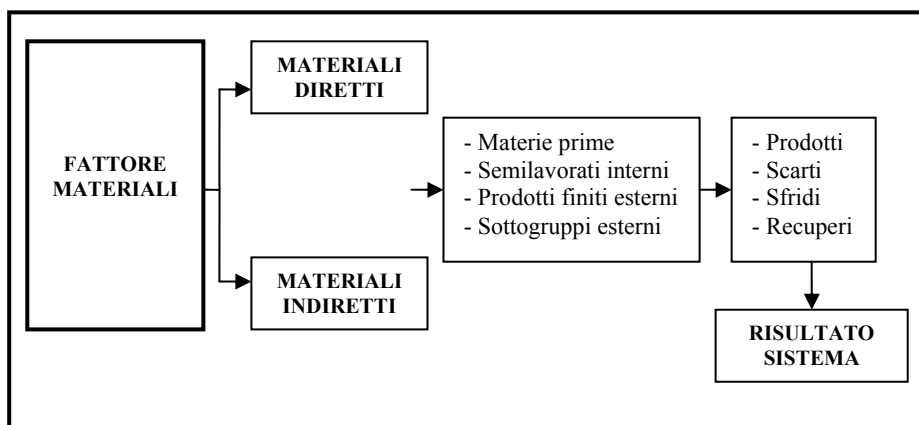 FATTORE
MATERIALI
MATERIALI
DIRETTI
MATERIALI
INDIRETTI
- Materie prime
- Semilavorati interni
- Prodotti finiti esterni
- Sottogruppi esterni
- Prodotti
- Scarti
- Sfridi
- Recuperi
RISULTATO
SISTEMA